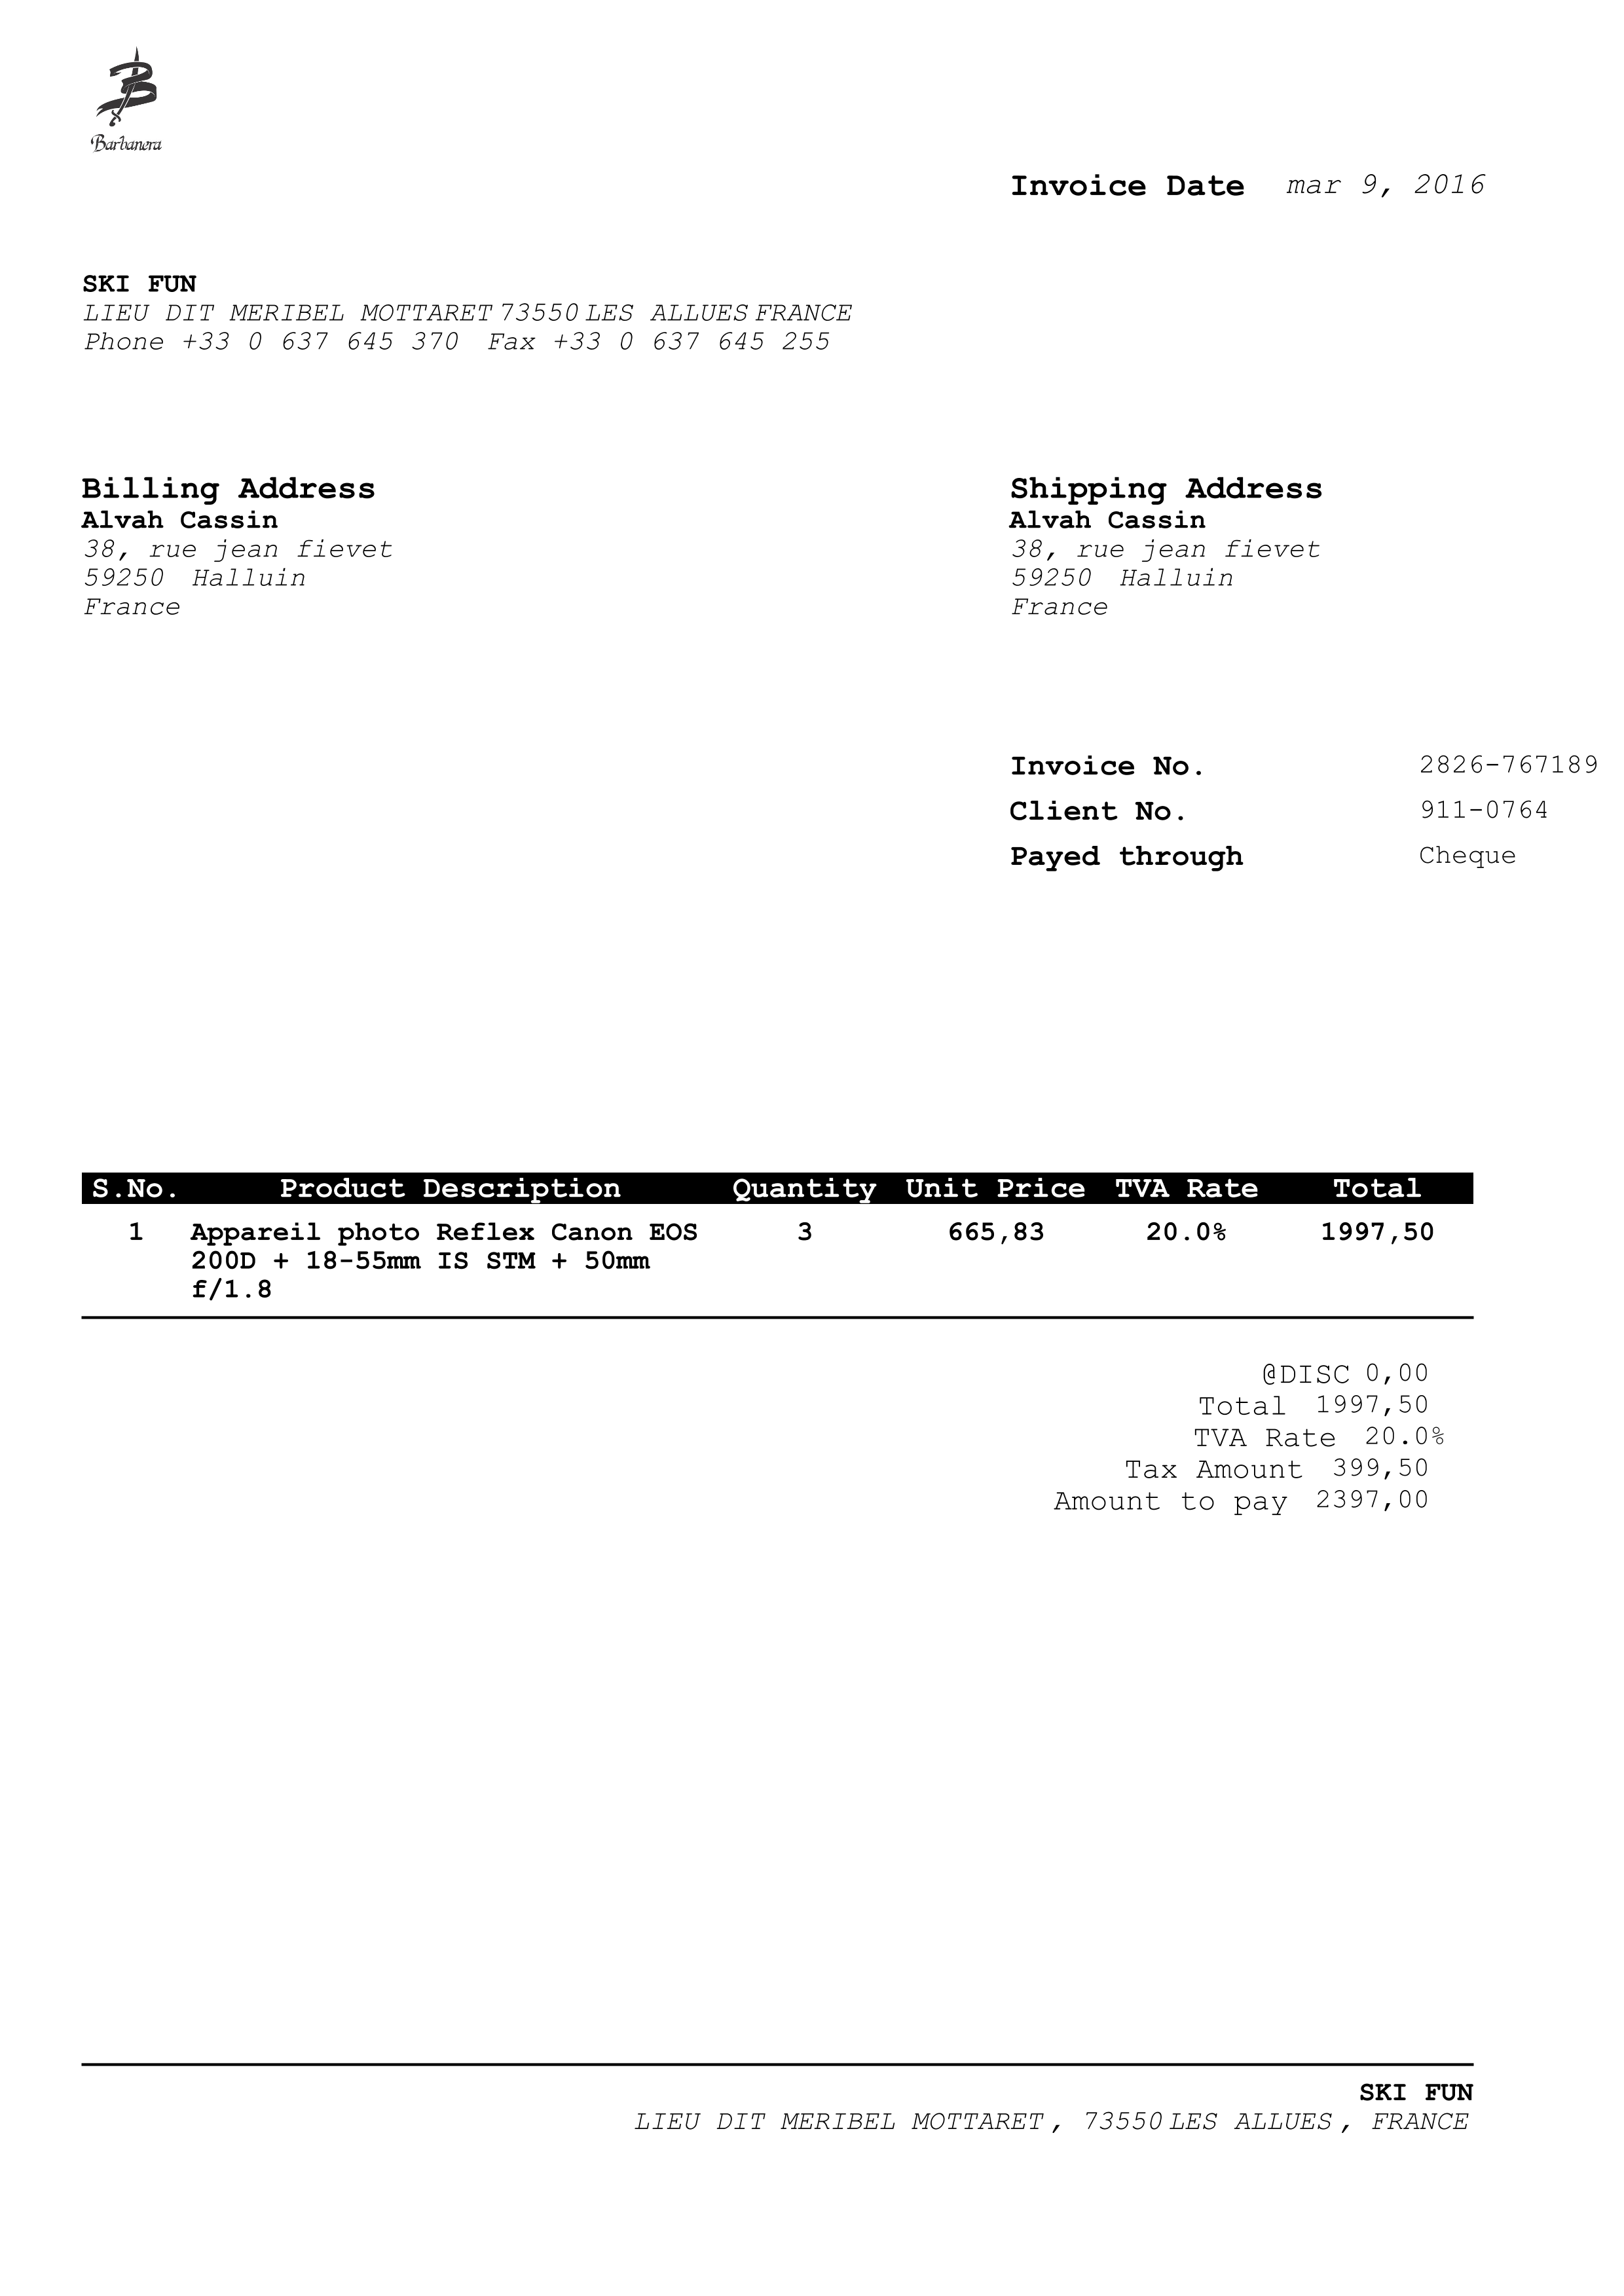 Barbanera
Invoice Date mar 9, 2016
SKI FUN
LIEU DIT MERIBEL MOTTARET 73550 LES ALLUES FRANCE
Phone +33 0 637 645 370 Fax +33 0 637 645 255
Billing Address
Alvah Cassin
38, rue jean fievet
59250 Halluin
France
Shipping Address
Alvah Cassin
38, rue jean fievet
59250 Halluin
France
Invoice No. 2826-767189
Client No. 911-0764
Payed through Cheque
S.No. Product Description Quantity Unit Price TVA Rate Total
1 Appareil photo Reflex Canon EOS 3 665,83 20.0% 1997,50
200D + 18-55mm IS STM + 50mm
f/1.8
@DISC 0,00
Total 1997,50
TVA Rate 20.0%
Tax Amount 399,50
Amount to pay 2397,00
SKI FUN
LIEU DIT MERIBEL MOTTARET , 73550 LES ALLUES , FRANCE